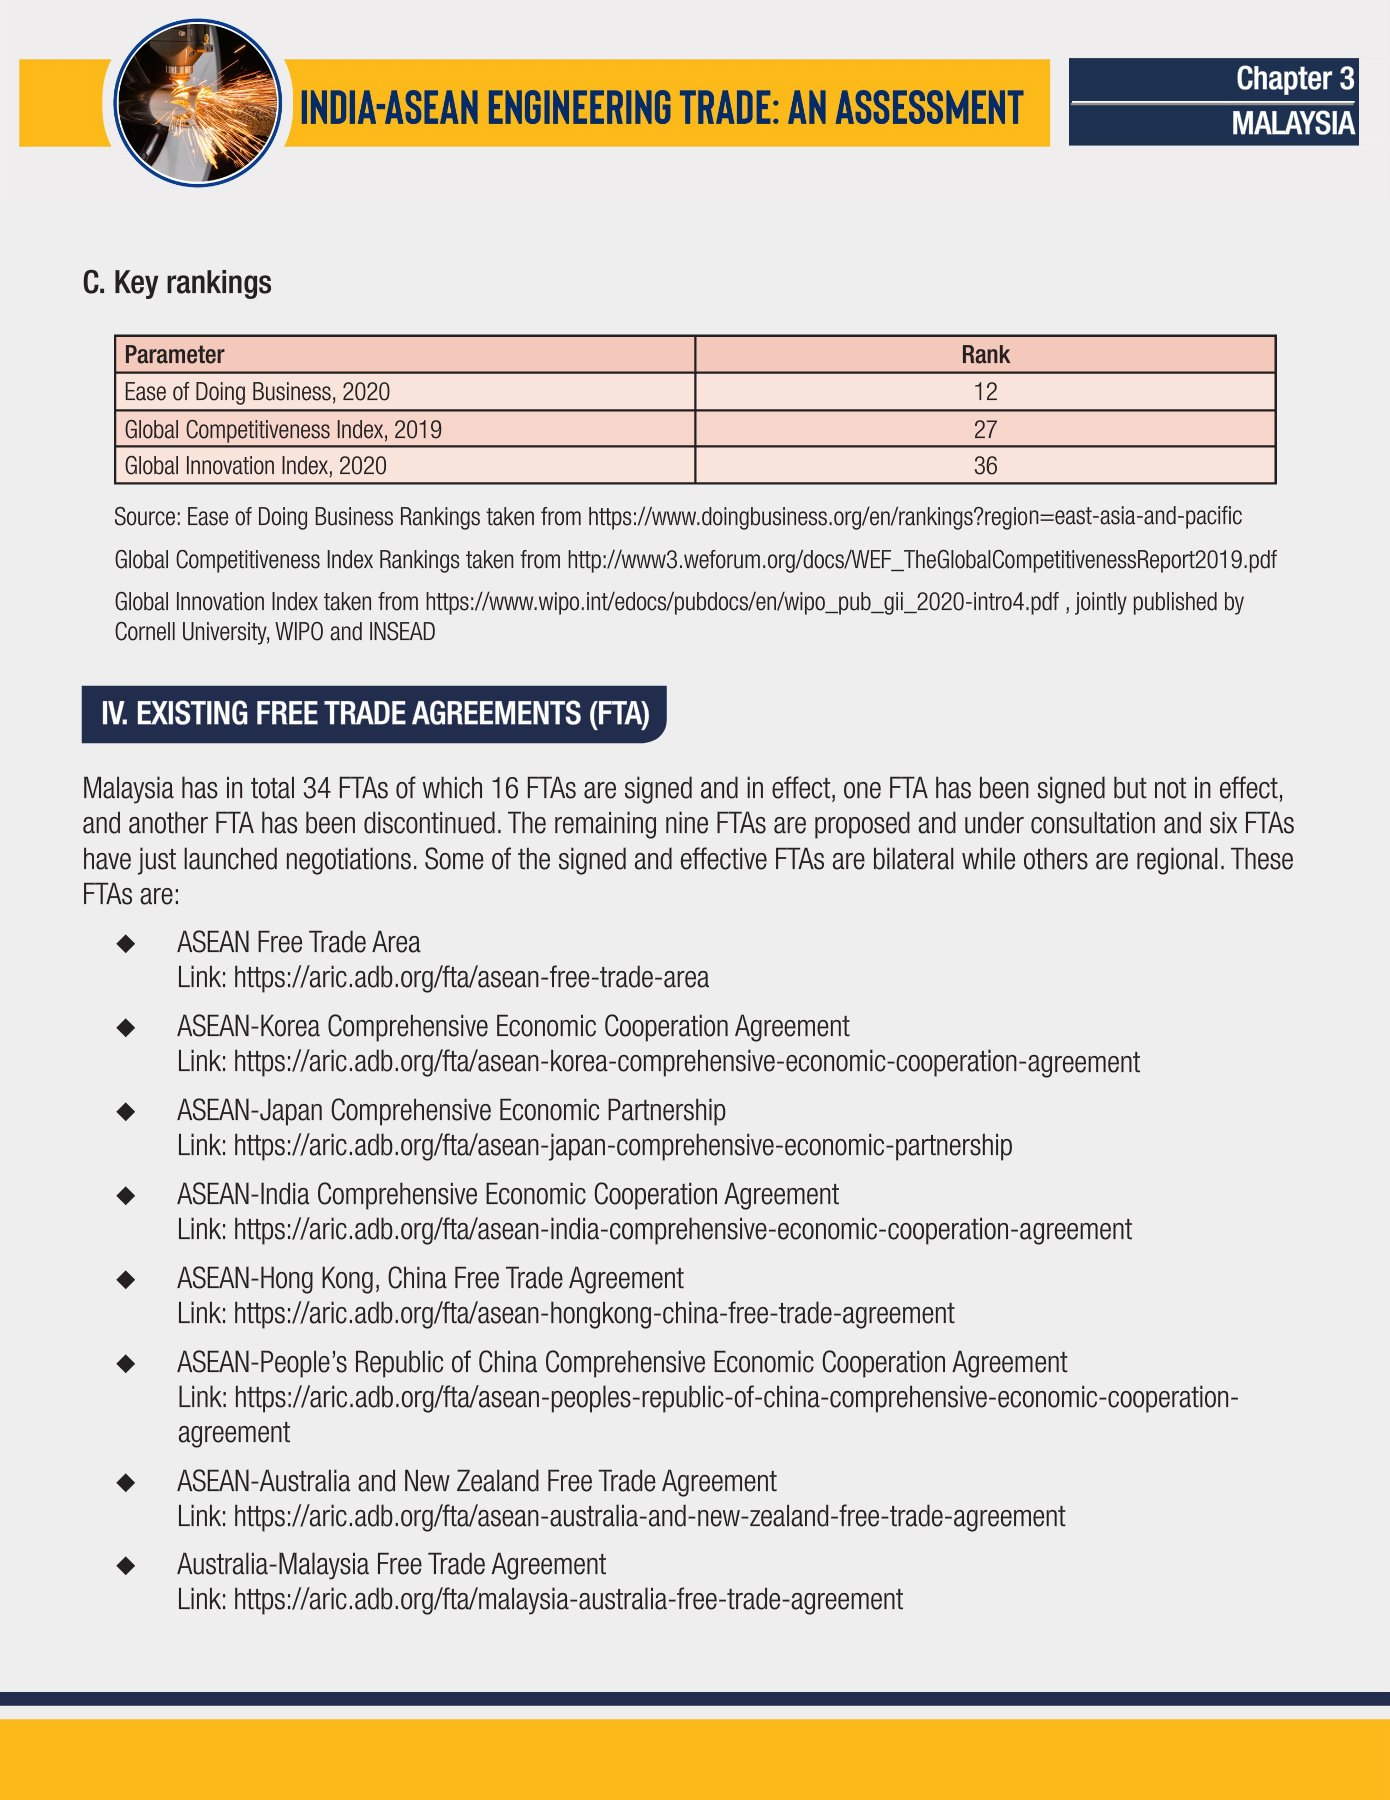 INDIA-ASEAN ENGINEERING TRADE: AN ASSESSMENT
Chapter 3
MALAYSIA
C. Key rankings
Parameter Rank
Ease of Doing Business, 2020 12
Global Competitiveness Index, 2019 27
Global Innovation Index, 2020 36
Source: Ease of Doing Business Rankings taken from https://www.doingbusiness.org/en/rankings?region=east-asia-and-pacific
Global Competitiveness Index Rankings taken from http://www3.weforum.org/docs/WEF_TheGlobalCompetitivenessReport2019.pdf
Global Innovation Index taken from https://www.wipo.int/edocs/pubdocs/en/wipo_pub_gii_2020-intro4.pdf , jointly published by
Cornell University, WIPO and INSEAD
IV. EXISTING FREE TRADE AGREEMENTS (FTA)
Malaysia has in total 34 FTAs of which 16 FTAs are signed and in effect, one FTA has been signed but not in effect,
and another FTA has been discontinued. The remaining nine FTAs are proposed and under consultation and six FTAs
have just launched negotiations. Some of the signed and effective FTAs are bilateral while others are regional. These
FTAs are:
◆ ASEAN Free Trade Area
Link: https://aric.adb.org/fta/asean-free-trade-area
◆ ASEAN-Korea Comprehensive Economic Cooperation Agreement
Link: https://aric.adb.org/fta/asean-korea-comprehensive-economic-cooperation-agreement
◆ ASEAN-Japan Comprehensive Economic Partnership
Link: https://aric.adb.org/fta/asean-japan-comprehensive-economic-partnership
◆ ASEAN-India Comprehensive Economic Cooperation Agreement
Link: https://aric.adb.org/fta/asean-india-comprehensive-economic-cooperation-agreement
◆ ASEAN-Hong Kong, China Free Trade Agreement
Link: https://aric.adb.org/fta/asean-hongkong-china-free-trade-agreement
◆ ASEAN-People’s Republic of China Comprehensive Economic Cooperation Agreement
Link: https://aric.adb.org/fta/asean-peoples-republic-of-china-comprehensive-economic-cooperation-
agreement
◆ ASEAN-Australia and New Zealand Free Trade Agreement
Link: https://aric.adb.org/fta/asean-australia-and-new-zealand-free-trade-agreement
◆ Australia-Malaysia Free Trade Agreement
Link: https://aric.adb.org/fta/malaysia-australia-free-trade-agreement